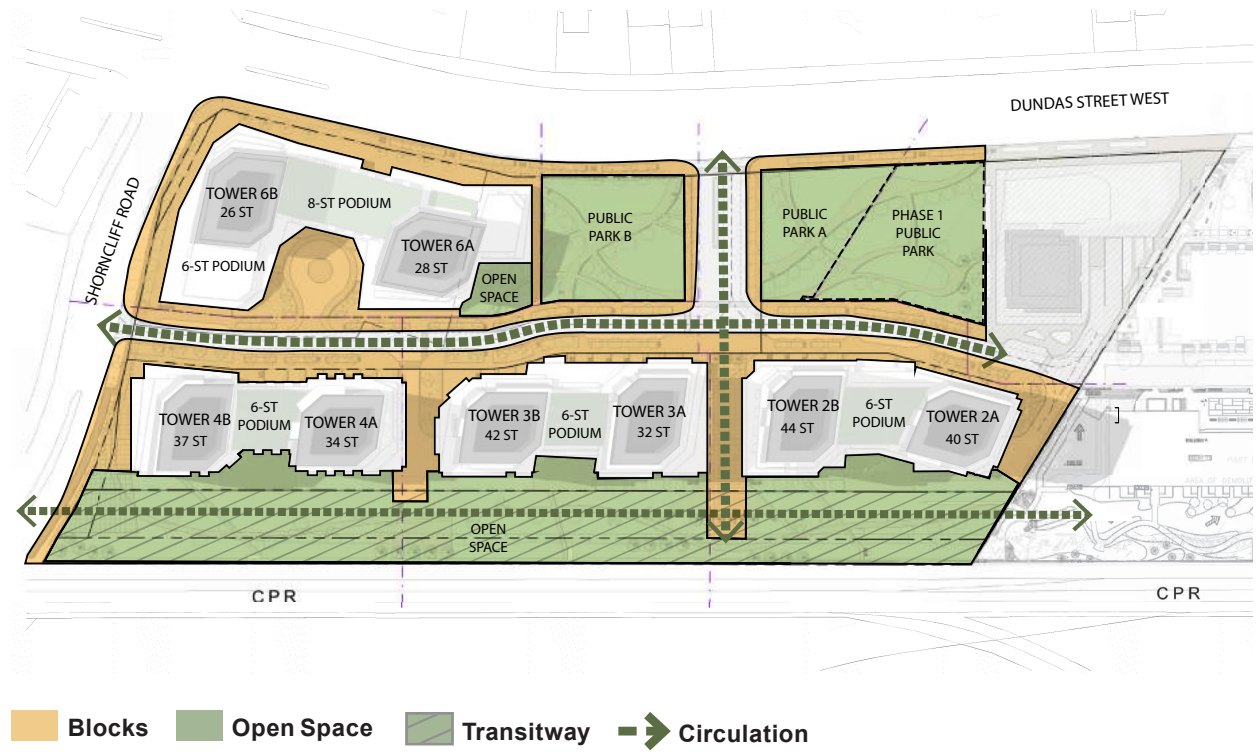 DUNDAS STREET WEST
SHORNCLIFF ROAD
TOWER 6B
26 ST
8-ST PODIUM
TOWER 6A
28 ST
6-ST PODIUM
OPEN
SPACE
PUBLIC
PARK B
PUBLIC
PARK A
PHASE 1
PUBLIC
PARK
TOWER 4B
37 ST
6-ST
PODIUM
TOWER 4A
34 ST
TOWER 3B
42 ST
6-ST
PODIUM
TOWER 3A
32 ST
TOWER 2B
44 ST
6-ST
PODIUM
TOWER 2A
40 ST
OPEN
SPACE
CPR
CPR
Blocks
Open Space
Transitway
Circulation